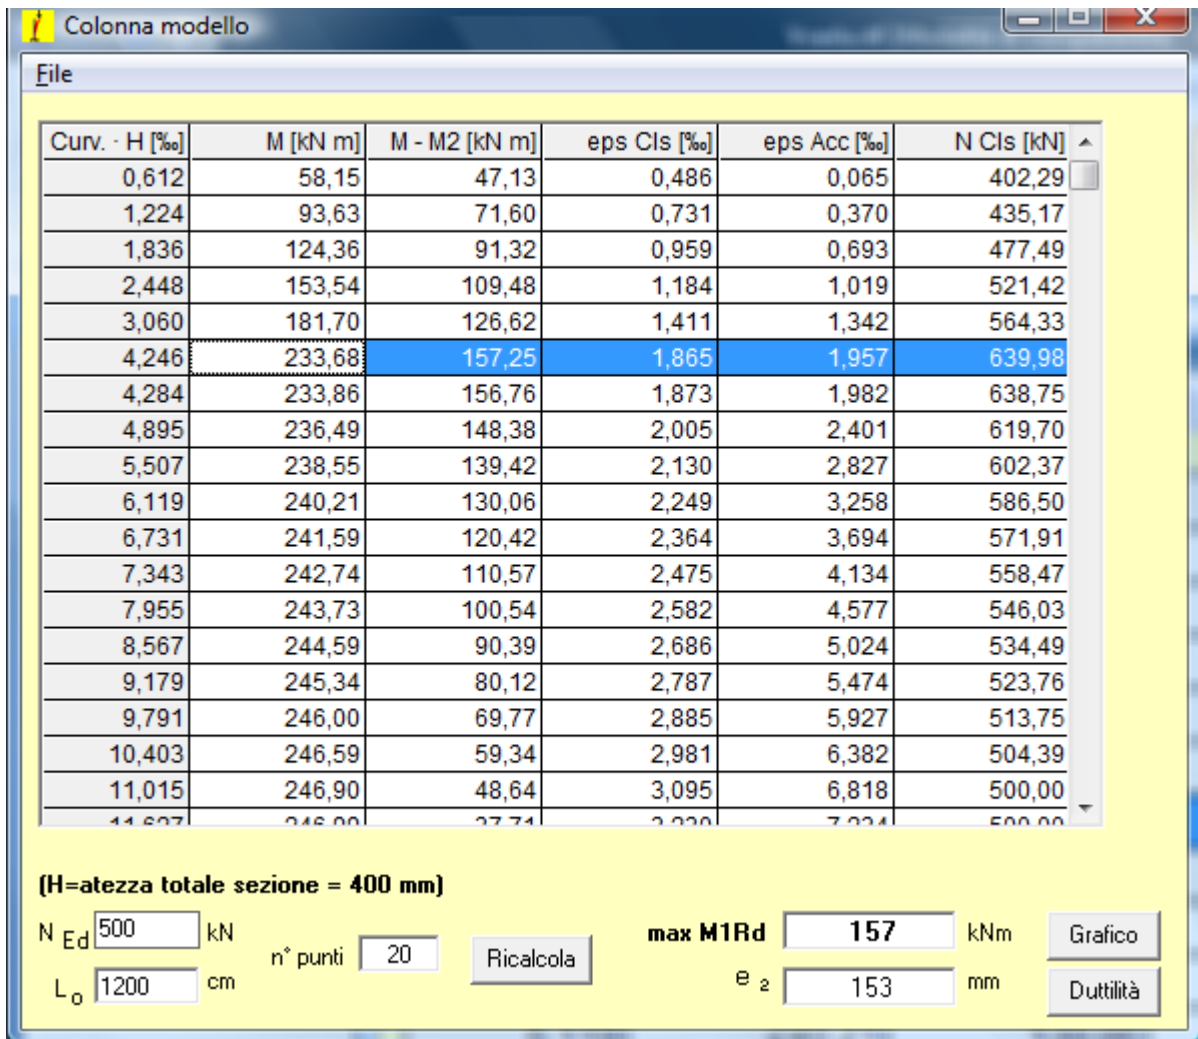 Colonna modello
File
Curv. - H [‰] M [kN m] M - M2 [kN m] eps Cls [‰] eps Acc [‰] N Cls [kN]
0,612 58,15 47,13 0,486 0,065 402,29
1,224 93,63 71,60 0,731 0,370 435,17
1,836 124,36 91,32 0,959 0,693 477,49
2,448 153,54 109,48 1,184 1,019 521,42
3,060 181,70 126,62 1,411 1,342 564,33
4,246 233,68 157,25 1,865 1,957 639,98
4,284 233,86 156,76 1,873 1,982 638,75
4,895 236,49 148,38 2,005 2,401 619,70
5,507 238,55 139,42 2,130 2,827 602,37
6,119 240,21 130,06 2,249 3,258 586,50
6,731 241,59 120,42 2,364 3,694 571,91
7,343 242,74 110,57 2,475 4,134 558,47
7,955 243,73 100,54 2,582 4,577 546,03
8,567 244,59 90,39 2,686 5,024 534,49
9,179 245,34 80,12 2,787 5,474 523,76
9,791 246,00 69,77 2,885 5,927 513,75
10,403 246,59 59,34 2,981 6,382 504,39
11,015 246,90 48,64 3,095 6,818 500,00
(H=atezza totale sezione = 400 mm)
N Ed 500 kN n° punti 20 Ricalcola max M1Rd 157 kNm Grafico
L o 1200 cm e 2 153 mm Duttilità